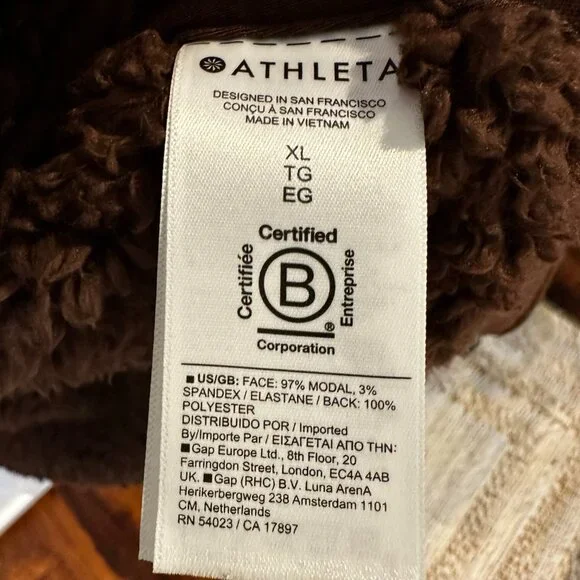 ATHLETA
DESIGNED IN SAN FRANCISCO
CONÇU À SAN FRANCISCO
MADE IN VIETNAM
XL
TG
EG
Certified
Certifiée
B
Entreprise
®
Corporation
■ US/GB: FACE: 97% MODAL, 3%
SPANDEX / ELASTANE / BACK: 100%
POLYESTER
DISTRIBUIDO POR / Imported
By/Importe Par / ΕΙΣΑΓΕΤΑΙ ΑΠΟ ΤΗΝ:
■Gap Europe Ltd., 8th Floor, 20
Farringdon Street, London, EC4A 4AB
UK. ■Gap (RHC) B.V. Luna ArenA
Herikerbergweg 238 Amsterdam 1101
CM, Netherlands
RN 54023 / CA 17897